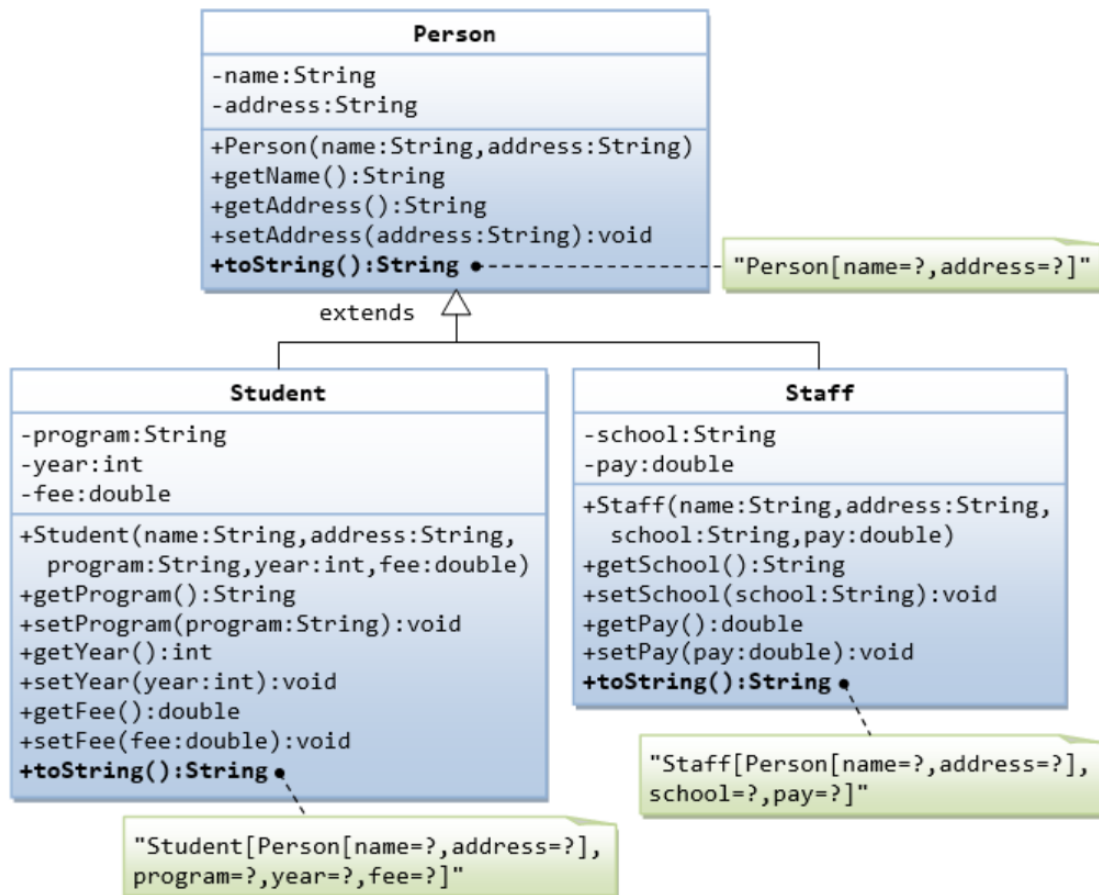 Person
-name:String
-address:String
+Person(name:String,address:String)
+getName():String
+getAddress():String
+setAddress(address:String):void
+toString():String
"Person[name=?,address=?]"
extends
Student
-program:String
-year:int
-fee:double
+Student(name:String,address:String,
program:String,year:int,fee:double)
+getProgram():String
+setProgram(program:String):void
+getYear():int
+setYear(year:int):void
+getFee():double
+setFee(fee:double):void
+toString():String
"Student[Person[name=?,address=?],
program=?,year=?,fee=?]"
Staff
-school:String
-pay:double
+Staff(name:String,address:String,
school:String,pay:double)
+getSchool():String
+setSchool(school:String):void
+getPay():double
+setPay(pay:double):void
+toString():String
"Staff[Person[name=?,address=?],
school=?,pay=?]"